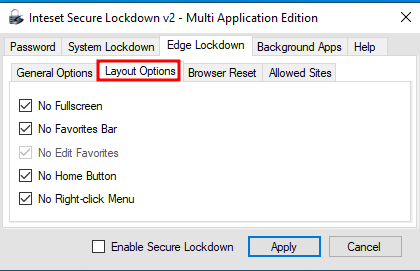 Inteset Secure Lockdown v2 - Multi Application Edition
Password System Lockdown Edge Lockdown Background Apps Help
General Options Layout Options Browser Reset Allowed Sites
No Fullscreen
No Favorites Bar
No Edit Favorites
No Home Button
No Right-click Menu
Enable Secure Lockdown Apply Cancel